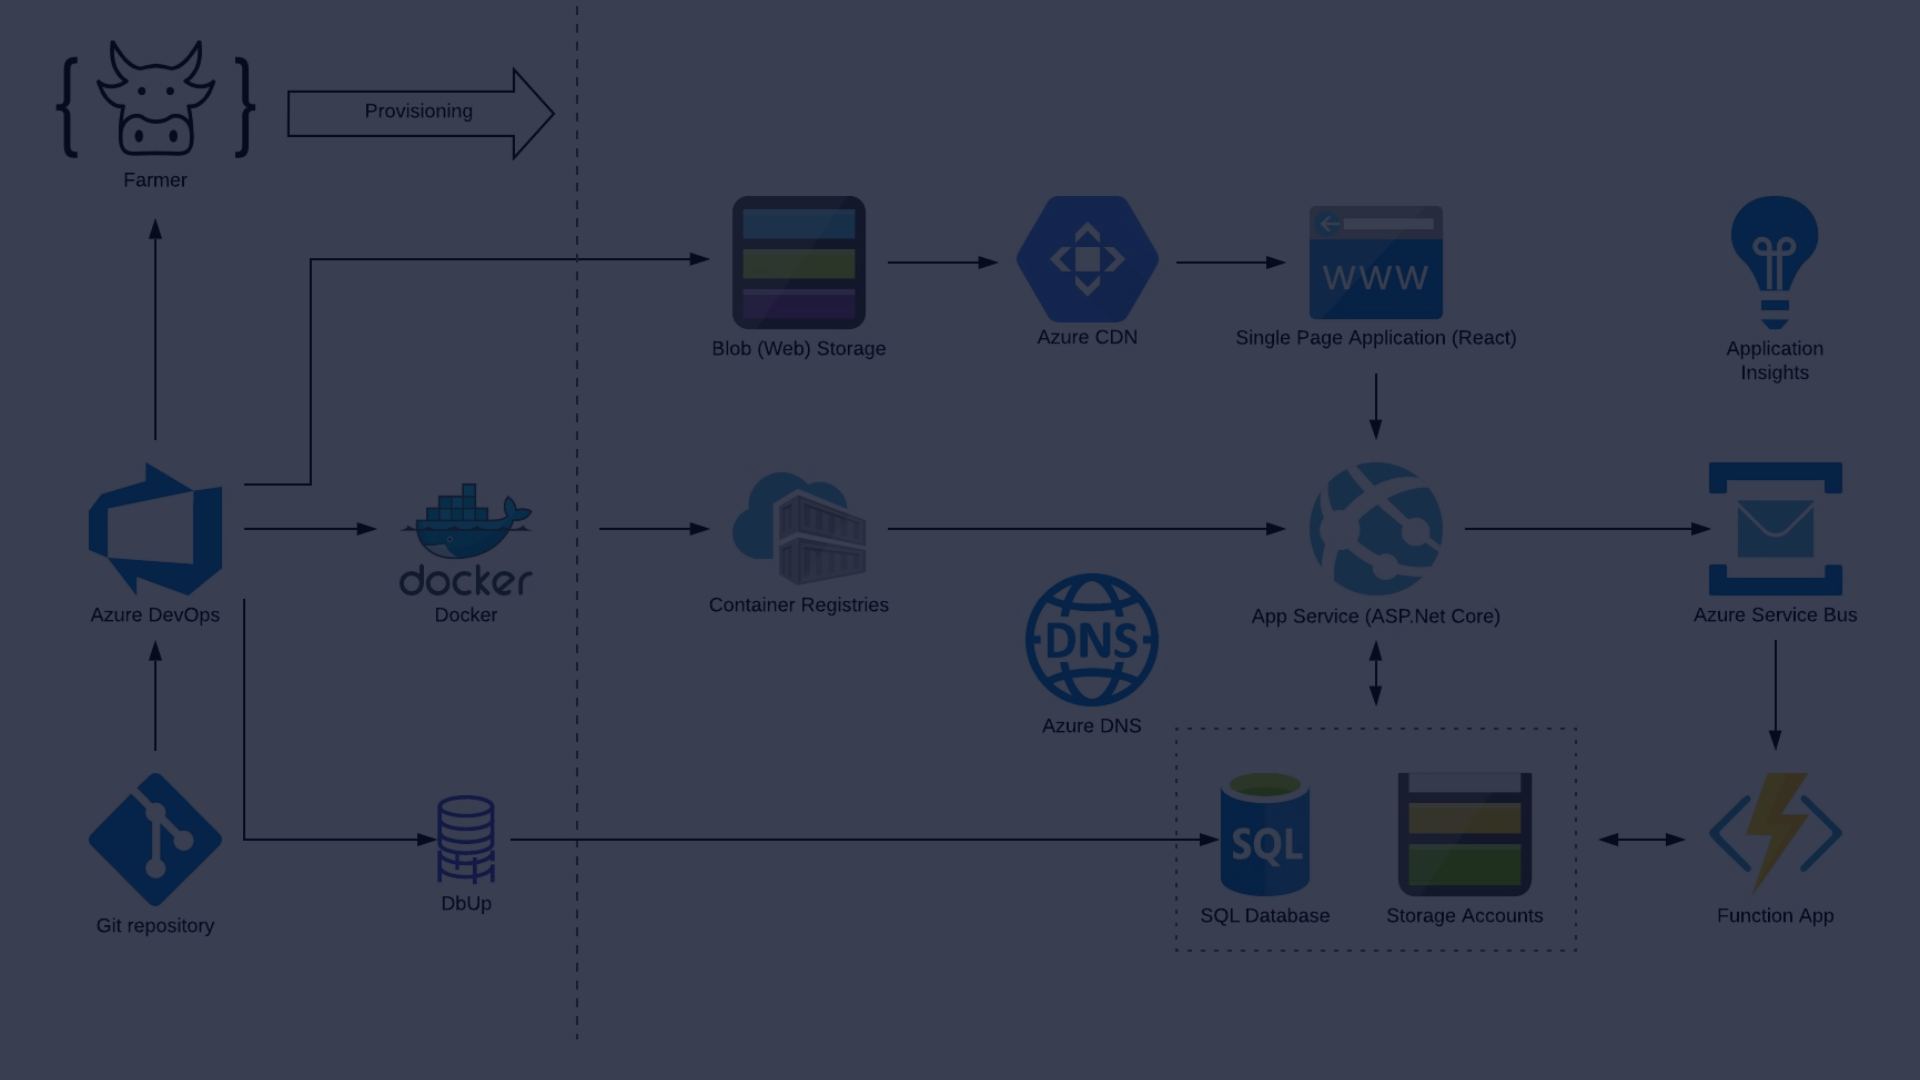 Provisioning
Farmer
Blob (Web) Storage
Azure CDN
WWW
Single Page Application (React)
Application
Insights
Azure DevOps
docker
Docker
Container Registries
App Service (ASP.Net Core)
Azure Service Bus
DNS
Azure DNS
Git repository
DbUp
SQL
SQL Database
Storage Accounts
Function App